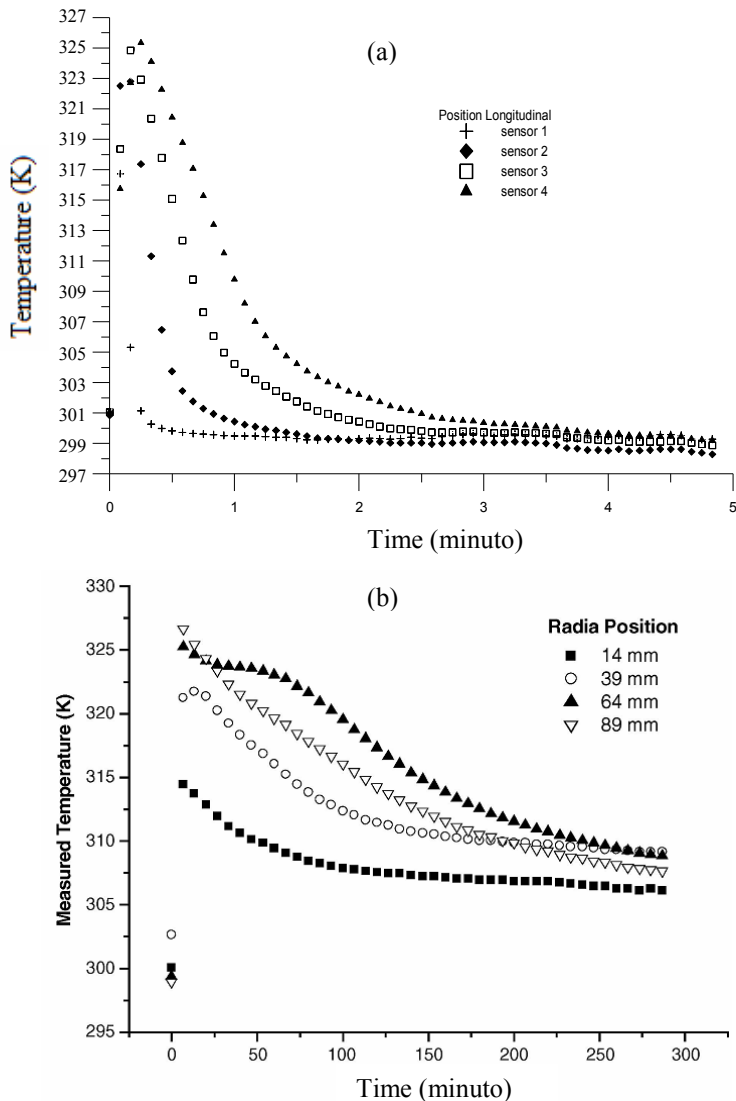 (a)
Temperature (K)
327
325
323
321
319
317
315
313
311
309
307
305
303
301
299
297
Position Longitudinal
sensor 1
sensor 2
sensor 3
sensor 4
0 1 2 3 4 5
Time (minuto)
(b)
Measured Temperature (K)
330
325
320
315
310
305
300
295
Radia Position
14 mm
39 mm
64 mm
89 mm
0 50 100 150 200 250 300
Time (minuto)